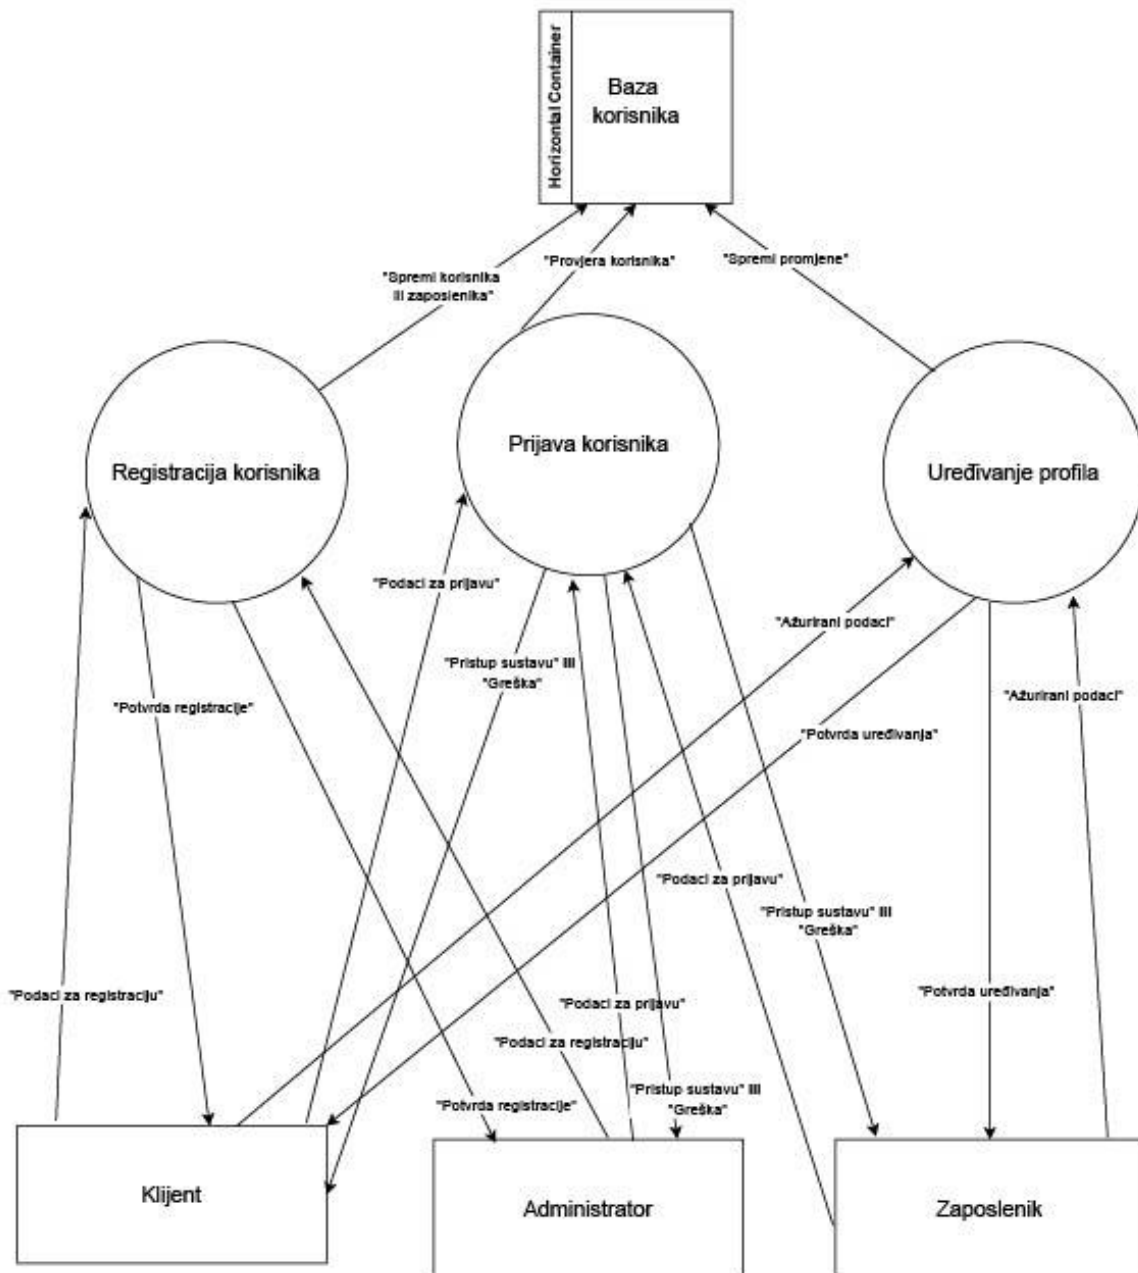 Horizontal Container
Baza
korisnika
"Spremi korisnika
ili zaposlenika"
"Provjera korisnika"
"Spremi promjene"
Registracija korisnika
Prijava korisnika
Uređivanje profila
"Podaci za prijavu"
"Ažurirani podaci"
"Pristup sustavu" ili
"Greška"
"Ažurirani podaci"
"Potvrda registracije"
"Potvrda uređivanja"
"Podaci za prijavu"
"Pristup sustavu" ili
"Greška"
"Podaci za registraciju"
"Potvrda uređivanja"
"Podaci za prijavu"
"Podaci za registraciju"
"Pristup sustavu" ili
"Greška"
"Potvrda registracije"
Klijent
Administrator
Zaposlenik